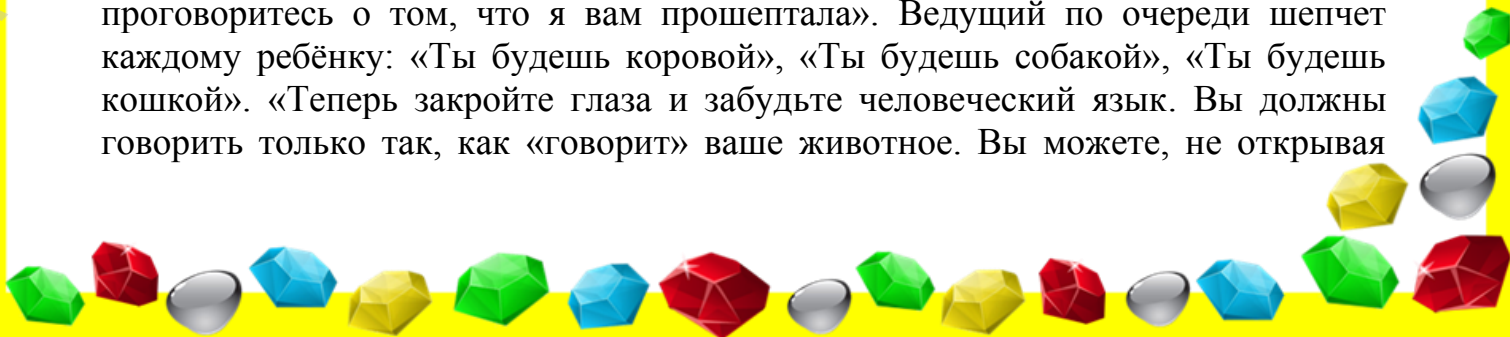 проговоритесь о том, что я вам прошептала». Ведущий по очереди шепчет
каждому ребёнку: «Ты будешь коровой», «Ты будешь собакой», «Ты будешь
кошкой». «Теперь закройте глаза и забудьте человеческий язык. Вы должны
говорить только так, как «говорит» ваше животное. Вы можете, не открывая